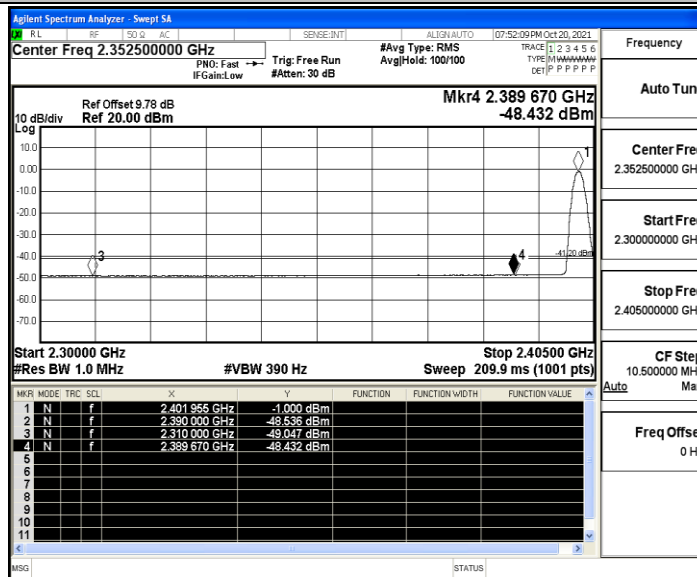 Agilent Spectrum Analyzer - Swept SA
RL RF 50 Ω AC SENSE:INT ALIGN AUTO 07:52:09 PM Oct 20, 2021
Center Freq 2.352500000 GHz
PNO: Fast
IFGain:Low
Trig: Free Run
#Atten: 30 dB
#Avg Type: RMS
Avg|Hold: 100/100
TRACE 1 2 3 4 5 6
TYPE M W W W W W
DET P P P P P P
Ref Offset 9.78 dB
Ref 20.00 dBm
10 dB/div
Log
Mkr4 2.389 670 GHz
-48.432 dBm
10.0
0.00
-10.0
-20.0
-30.0
-40.0
-50.0
-60.0
-70.0
1
3
4
-41.20 dBm
Start 2.30000 GHz
Stop 2.40500 GHz
#Res BW 1.0 MHz
#VBW 390 Hz
Sweep 209.9 ms (1001 pts)
MKR MODE TRC SCL X Y FUNCTION FUNCTION WIDTH FUNCTION VALUE
1 N f 2.401 955 GHz -1.000 dBm
2 N f 2.390 000 GHz -48.536 dBm
3 N f 2.310 000 GHz -49.047 dBm
4 N f 2.389 670 GHz -48.432 dBm
5
6
7
8
9
10
11
MSG
STATUS
Frequency
Auto Tun
Center Fre
2.352500000 GH
Start Fre
2.300000000 GH
Stop Fre
2.405000000 GH
CF Step
10.500000 MH
Auto Ma
Freq Offse
0 H